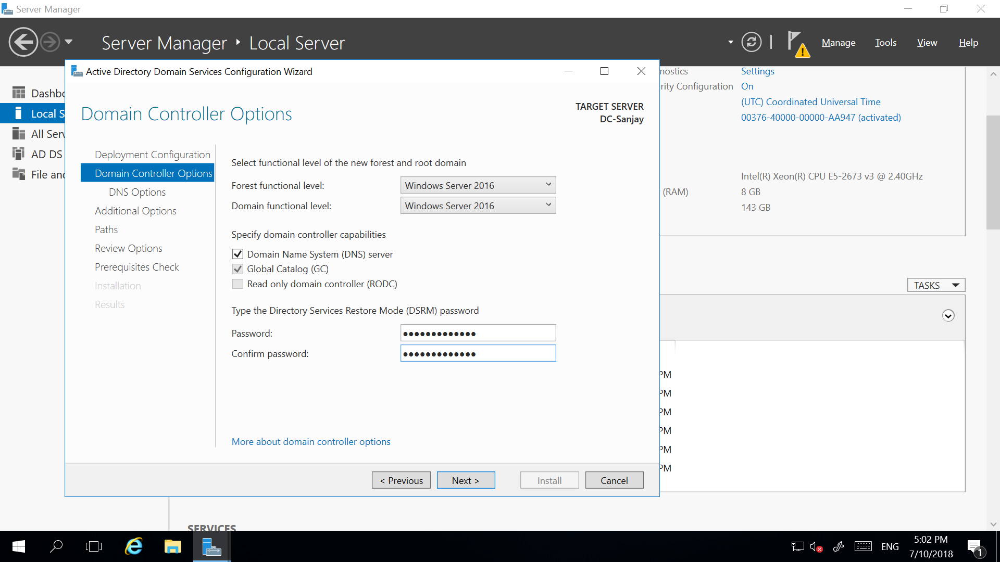 Server Manager
Server Manager ‣ Local Server
Manage
Tools
View
Help
Dashbo
Local S
All Serv
AD DS
File and
Active Directory Domain Services Configuration Wizard
Domain Controller Options
TARGET SERVER
DC-Sanjay
Deployment Configuration
Domain Controller Options
DNS Options
Additional Options
Paths
Review Options
Prerequisites Check
Installation
Results
Select functional level of the new forest and root domain
Forest functional level:
Windows Server 2016
Domain functional level:
Windows Server 2016
Specify domain controller capabilities
Domain Name System (DNS) server
Global Catalog (GC)
Read only domain controller (RODC)
Type the Directory Services Restore Mode (DSRM) password
Password:
●●●●●●●●●●●●●
Confirm password:
●●●●●●●●●●●●●
More about domain controller options
< Previous
Next >
Install
Cancel
nostics
Settings
rity Configuration
On
(UTC) Coordinated Universal Time
00376-40000-00000-AA947 (activated)
Intel(R) Xeon(R) CPU E5-2673 v3 @ 2.40GHz
(RAM)
8 GB
143 GB
TASKS
PM
PM
PM
PM
PM
PM
SERVICES
ENG
5:02 PM
7/10/2018
1